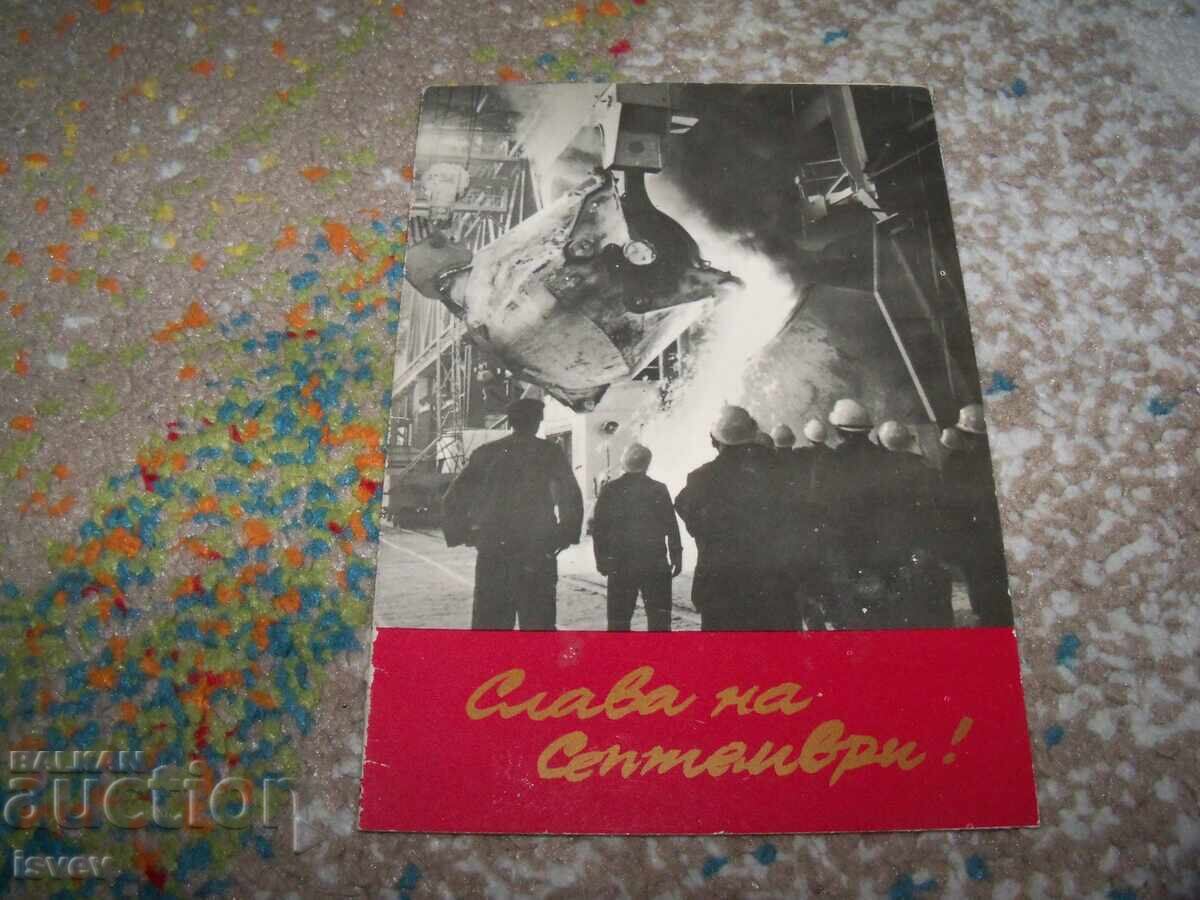 Слава на
Септември!
BALKAN
auction
isvev